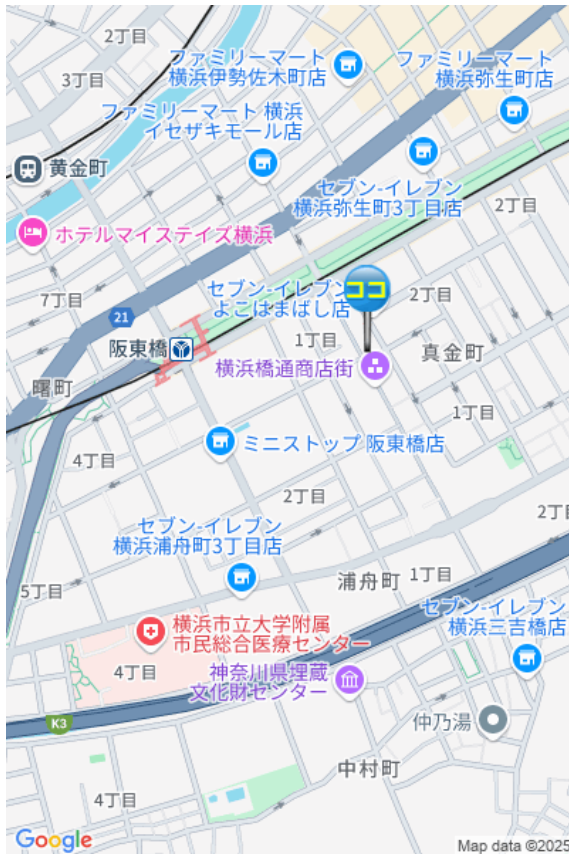 2丁目
ファミリーマート
横浜伊勢佐木町店
ファミリーマート
横浜弥生町店
3丁目
ファミリーマート 横浜
イセザキモール店
黄金町
セブン-イレブン
横浜弥生町3丁目店
2丁目
ホテルマイステイズ横浜
7丁目
セブン-イレブン
よこはまばし店
ココ
2丁目
21
阪東橋
1丁目
真金町
横浜橋通商店街
曙町
1丁目
ミニストップ 阪東橋店
4丁目
2丁目
2丁
セブン-イレブン
横浜浦舟町3丁目店
5丁目
浦舟町
1丁目
セブン-イレブン
横浜三吉橋店
横浜市立大学附属
市民総合医療センター
4丁目
神奈川県埋蔵
文化財センター
K3
仲乃湯
中村町
4丁目
Google
Map data ©2025